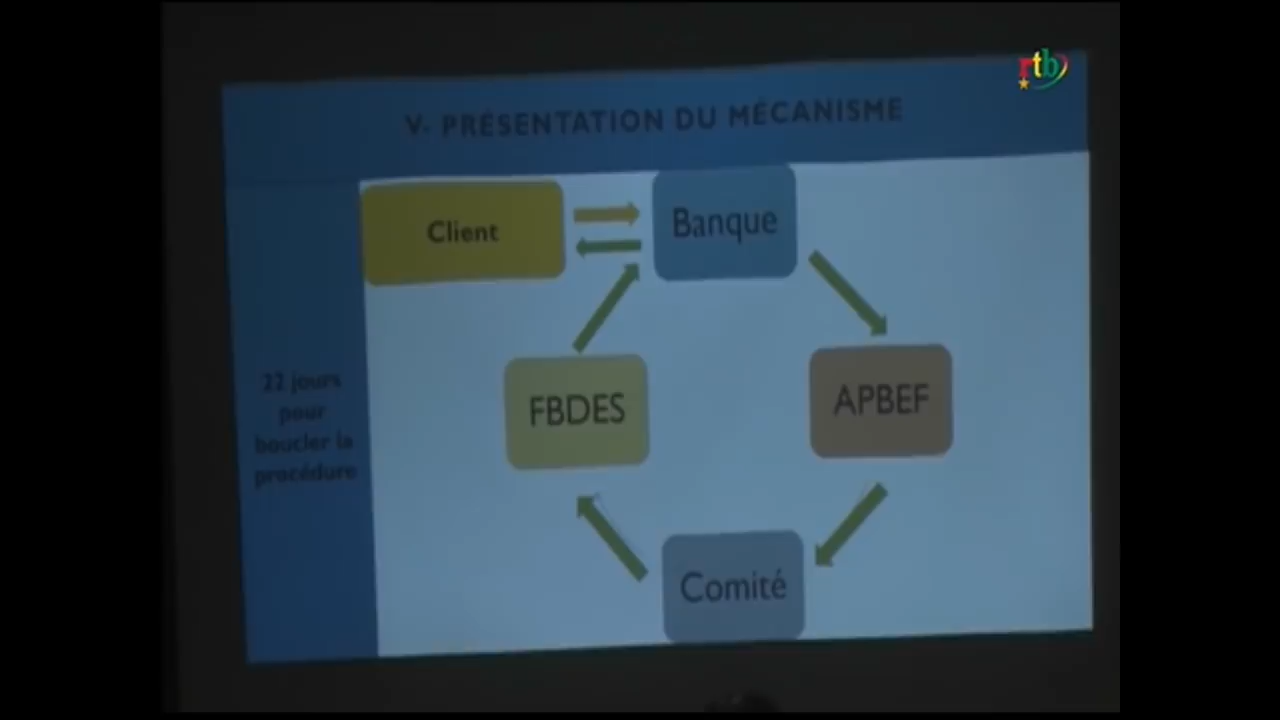 rtb
V- PRÉSENTATION DU MÉCANISME
Client
Banque
22 jours
pour
boucler la
procédure
FBDES
APBEF
Comité